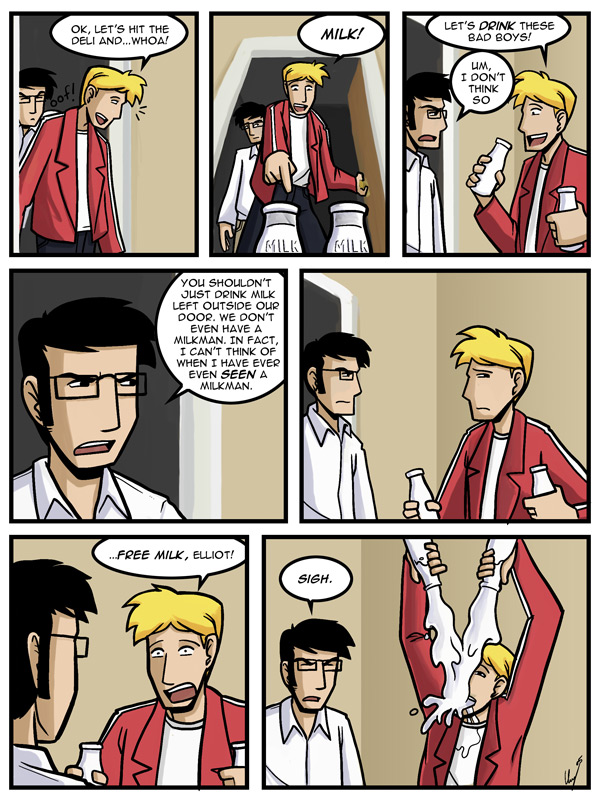 OK, LET'S HIT THE
DELI AND...WHOA!
oof!
MILK!
MILK
MILK
LET'S DRINK THESE
BAD BOYS!
UM,
I DON'T
THINK
SO
YOU SHOULDN'T
JUST DRINK MILK
LEFT OUTSIDE OUR
DOOR. WE DON'T
EVEN HAVE A
MILKMAN. IN FACT,
I CAN'T THINK OF
WHEN I HAVE EVER
EVEN SEEN A
MILKMAN.
...FREE MILK, ELLIOT!
SIGH.